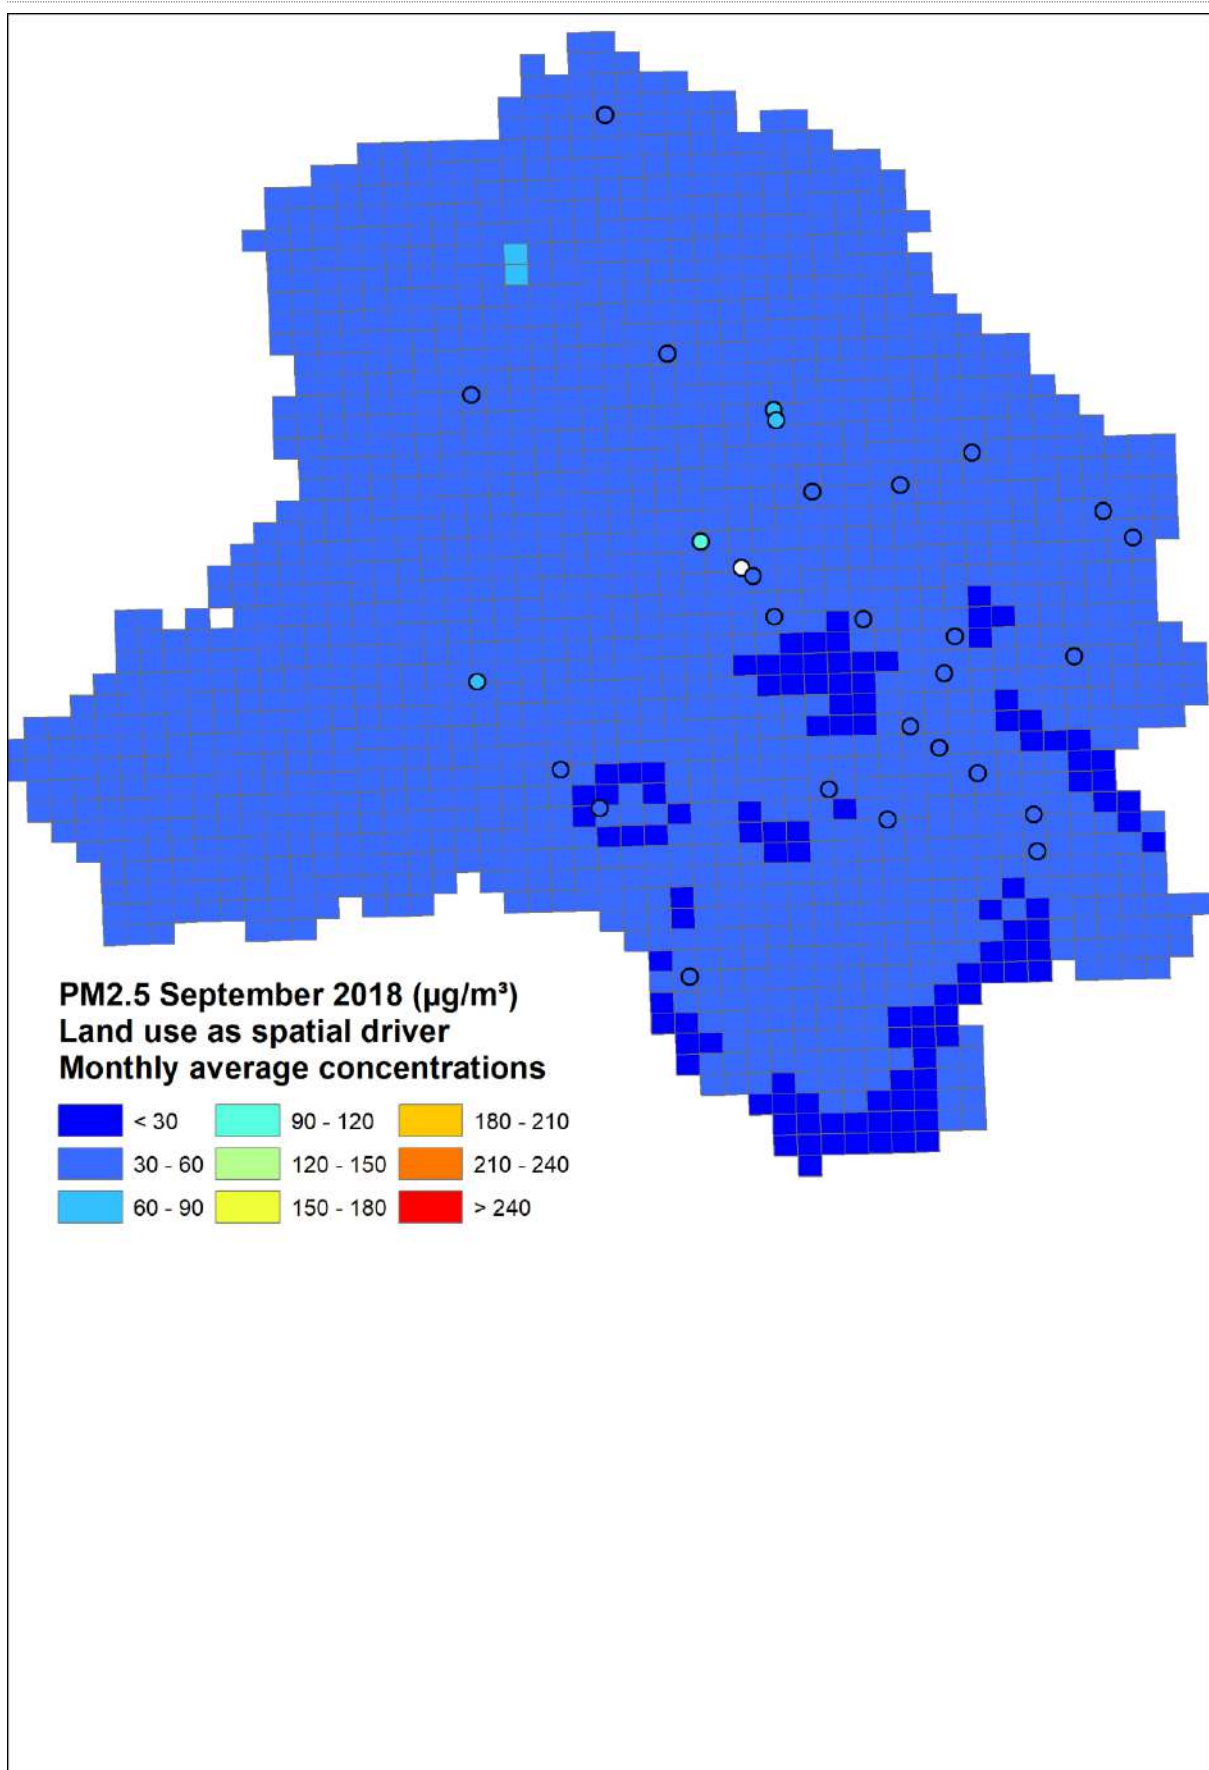 PM2.5 September 2018 (µg/m³)
Land use as spatial driver
Monthly average concentrations
< 30 90 - 120 180 - 210
30 - 60 120 - 150 210 - 240
60 - 90 150 - 180 > 240